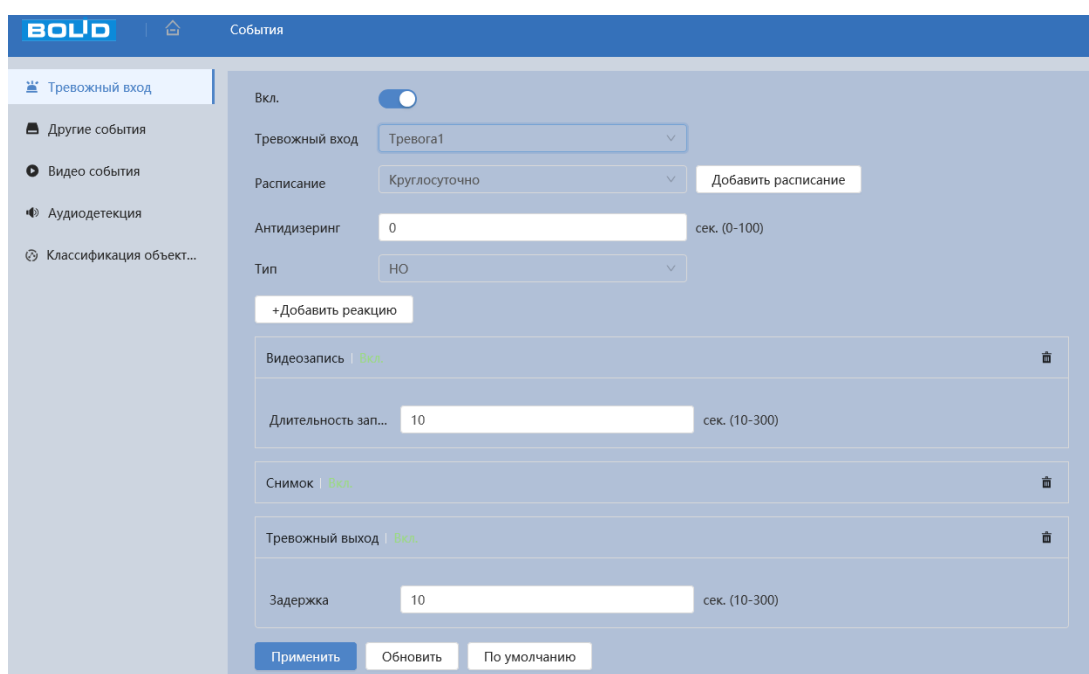 BOLID
События
Тревожный вход
Другие события
Видео события
Аудиодетекция
Классификация объект...
Вкл.
Тревожный вход Тревога1
Расписание Круглосуточно Добавить расписание
Антидизеринг 0 сек. (0-100)
Тип НО
+Добавить реакцию
Видеозапись |
Длительность зап... 10 сек. (10-300)
Снимок |
Тревожный выход |
Задержка 10 сек. (10-300)
Применить Обновить По умолчанию